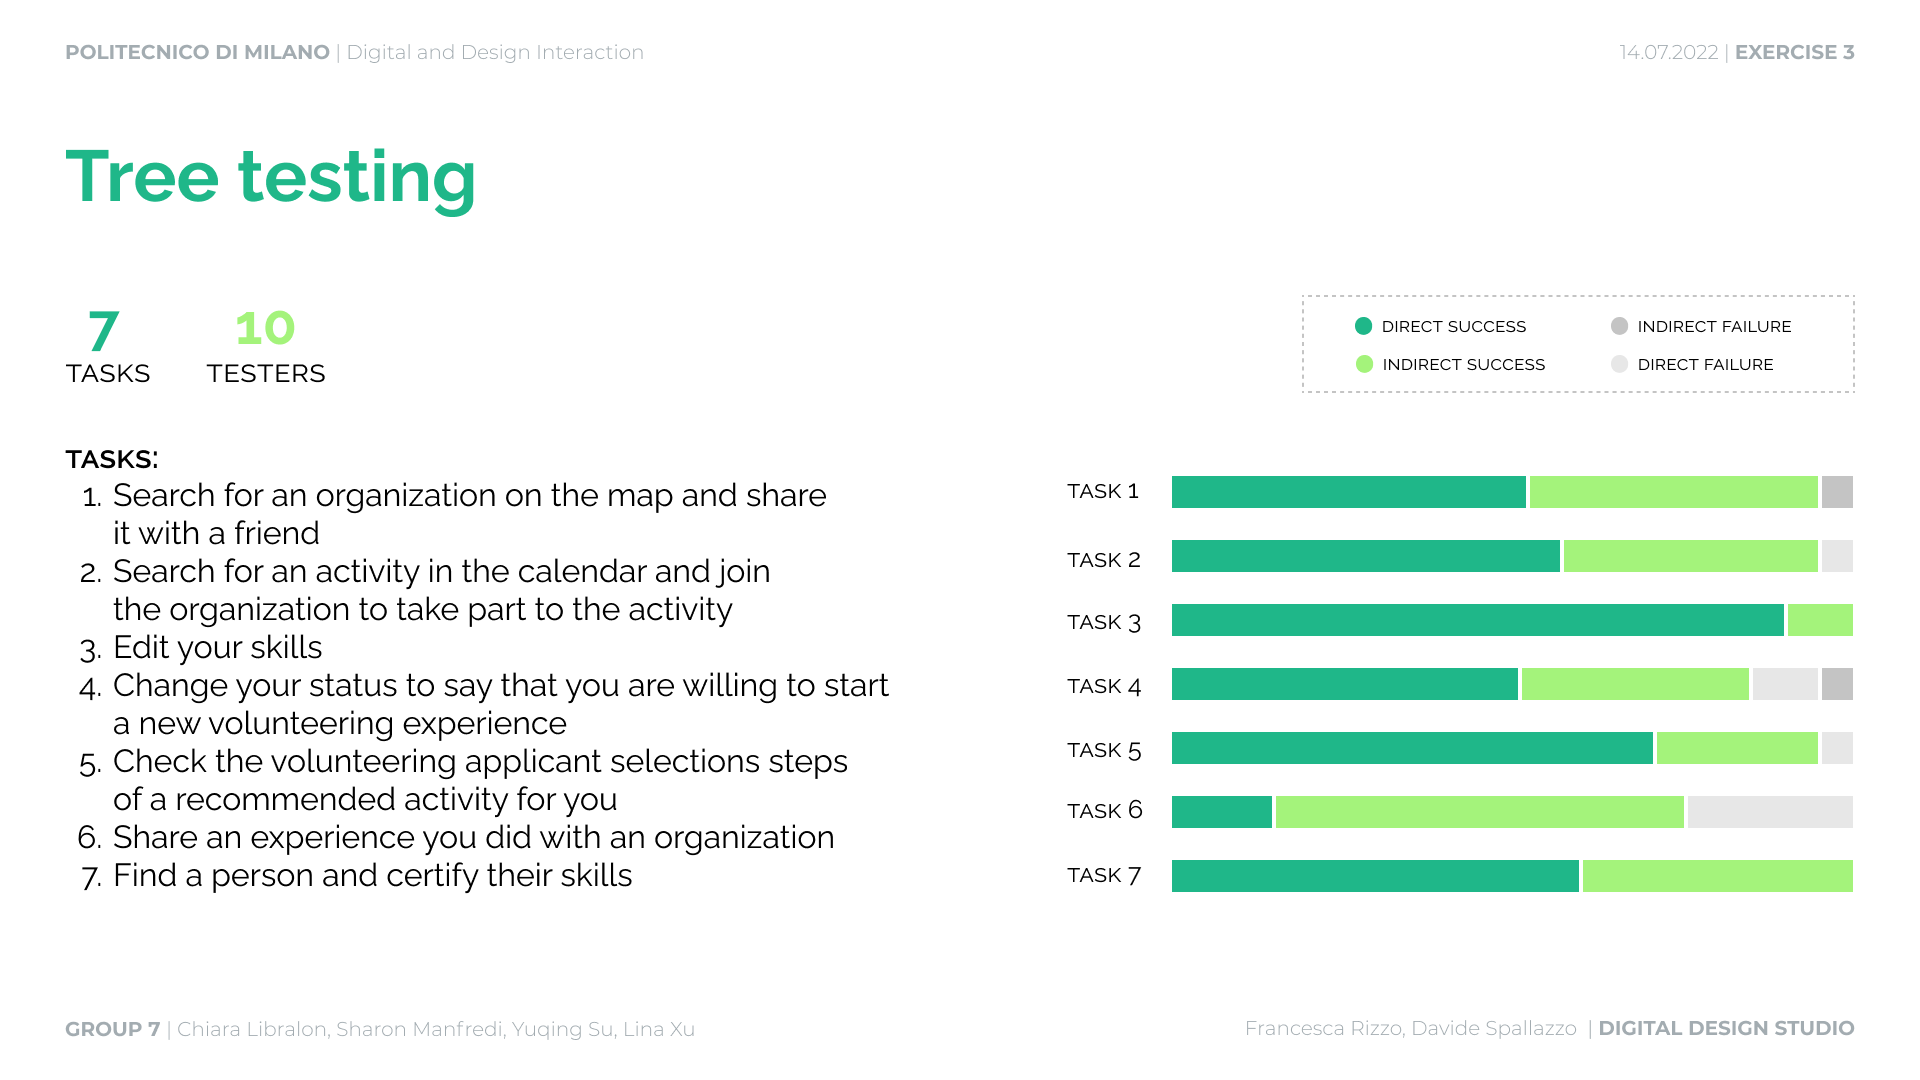 POLITECNICO DI MILANO | Digital and Design Interaction
14.07.2022 | EXERCISE 3
Tree testing
7
TASKS
10
TESTERS
DIRECT SUCCESS
INDIRECT SUCCESS
INDIRECT FAILURE
DIRECT FAILURE
TASKS:
1. Search for an organization on the map and share
it with a friend
2. Search for an activity in the calendar and join
the organization to take part to the activity
3. Edit your skills
4. Change your status to say that you are willing to start
a new volunteering experience
5. Check the volunteering applicant selections steps
of a recommended activity for you
6. Share an experience you did with an organization
7. Find a person and certify their skills
TASK 1
TASK 2
TASK 3
TASK 4
TASK 5
TASK 6
TASK 7
GROUP 7 | Chiara Libralon, Sharon Manfredi, Yuqing Su, Lina Xu
Francesca Rizzo, Davide Spallazzo | DIGITAL DESIGN STUDIO